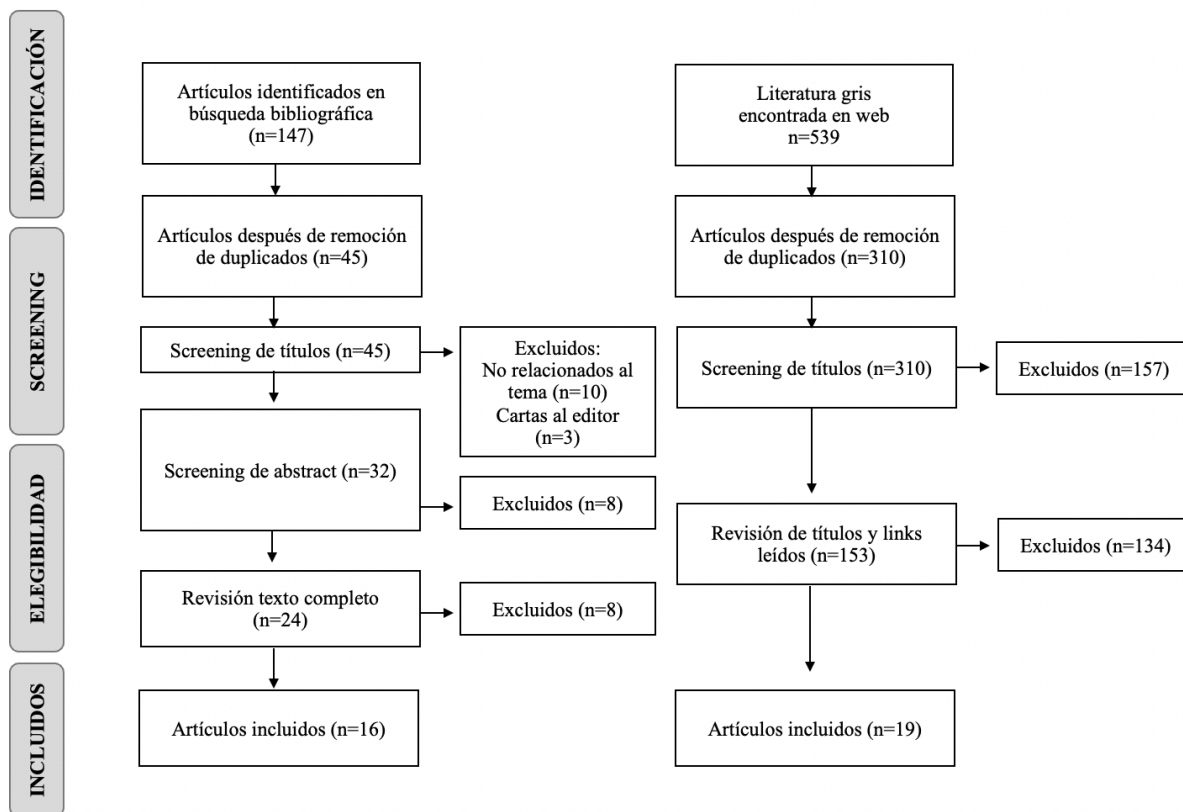 IDENTIFICACIÓN
Artículos identificados en
búsqueda bibliográfica
(n=147)
Literatura gris
encontrada en web
n=539
SCREENING
Artículos después de remoción
de duplicados (n=45)
Artículos después de remoción
de duplicados (n=310)
Screening de títulos (n=45)
Excluidos:
No relacionados al
tema (n=10)
Cartas al editor
(n=3)
Screening de títulos (n=310)
Excluidos (n=157)
Screening de abstract (n=32)
Excluidos (n=8)
ELEGIBILIDAD
Revisión de títulos y links
leídos (n=153)
Excluidos (n=134)
Revisión texto completo
(n=24)
Excluidos (n=8)
INCLUIDOS
Artículos incluidos (n=16)
Artículos incluidos (n=19)